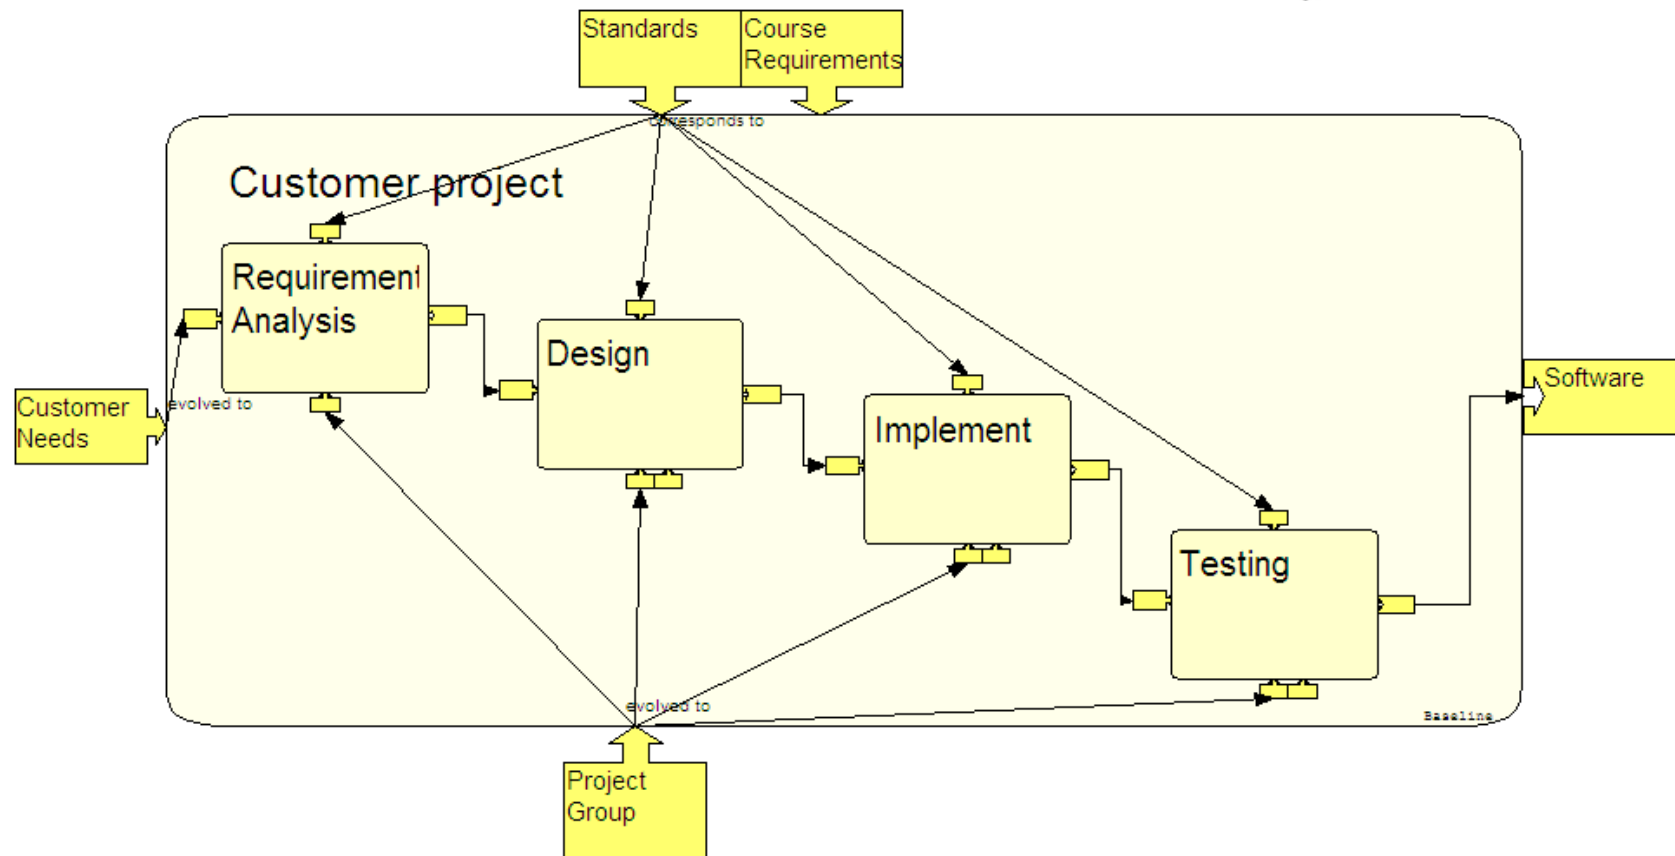 Standards
Course
Requirements
corresponds to
Customer project
Requirement
Analysis
Design
Customer
Needs
evolved to
Software
Implement
Testing
evolved to
Baseline
Project
Group